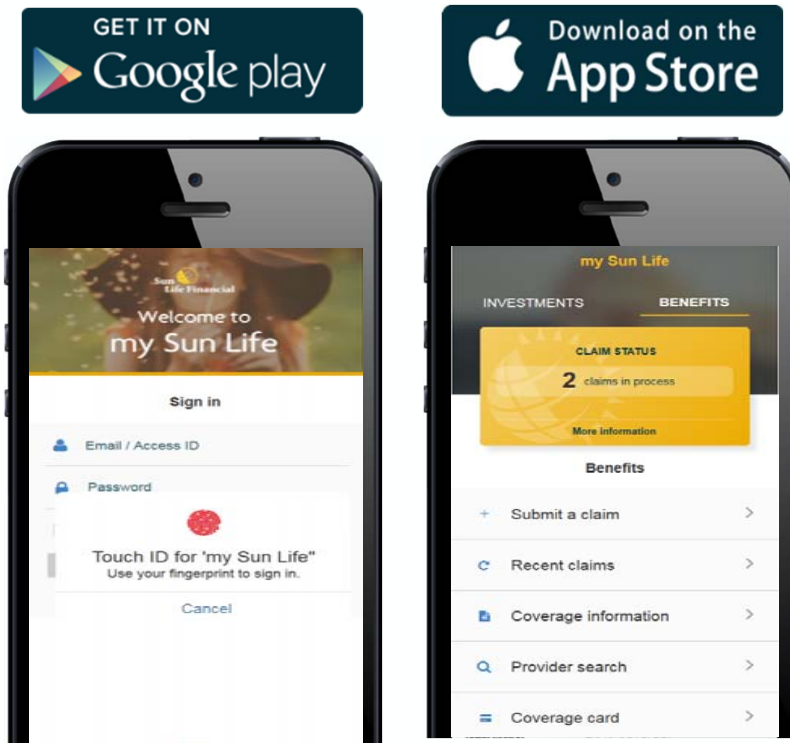 GET IT ON
Google play
Download on the
App Store
Sun
Life Financial
Welcome to
my Sun Life
Sign in
Email / Access ID
Password
Touch ID for 'my Sun Life"
Use your fingerprint to sign in.
Cancel
my Sun Life
INVESTMENTS BENEFITS
CLAIM STATUS
2 claims in process
More information
Benefits
Submit a claim
Recent claims
Coverage information
Provider search
Coverage card